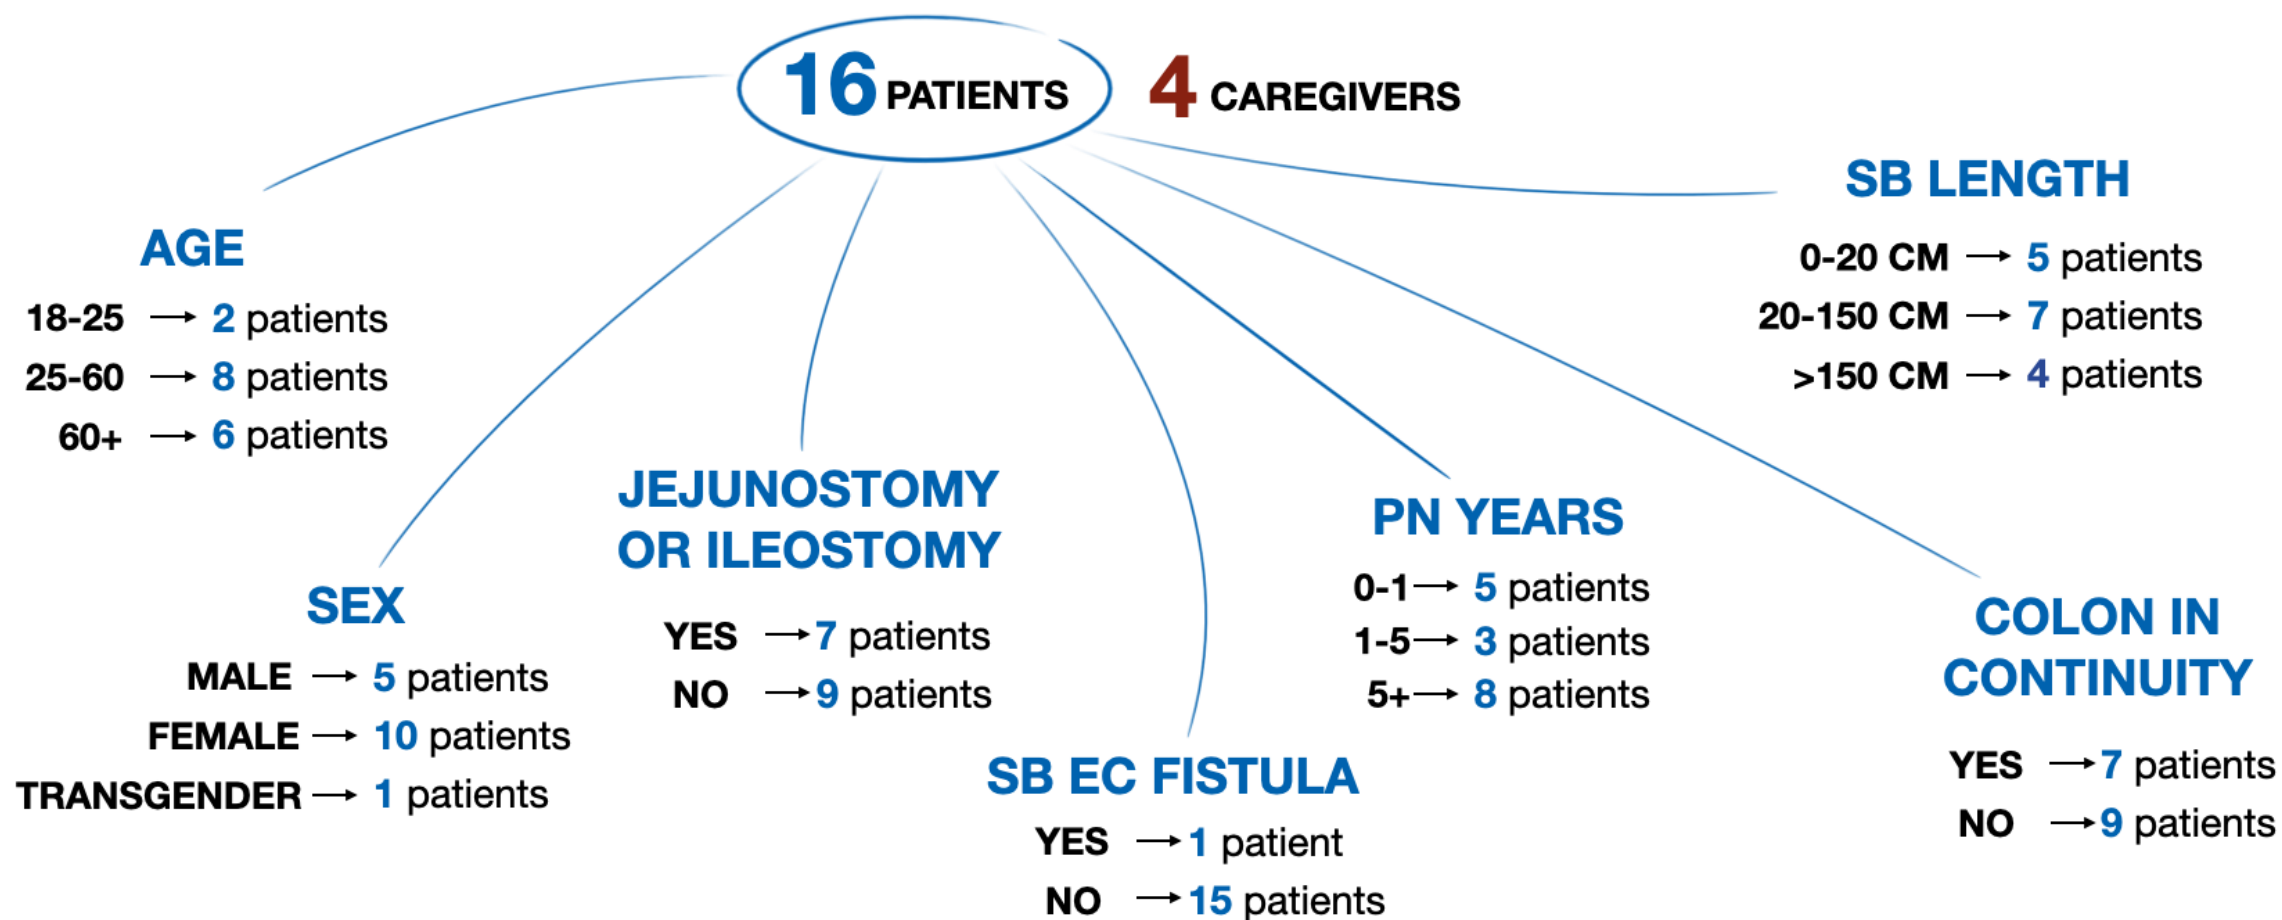 16 PATIENTS
4 CAREGIVERS
AGE
18-25 → 2 patients
25-60 → 8 patients
60+ → 6 patients
SEX
MALE → 5 patients
FEMALE → 10 patients
TRANSGENDER → 1 patients
JEJUNOSTOMY
OR ILEOSTOMY
YES → 7 patients
NO → 9 patients
SB EC FISTULA
YES → 1 patient
NO → 15 patients
PN YEARS
0-1 → 5 patients
1-5 → 3 patients
5+ → 8 patients
COLON IN
CONTINUITY
YES → 7 patients
NO → 9 patients
SB LENGTH
0-20 CM → 5 patients
20-150 CM → 7 patients
>150 CM → 4 patients